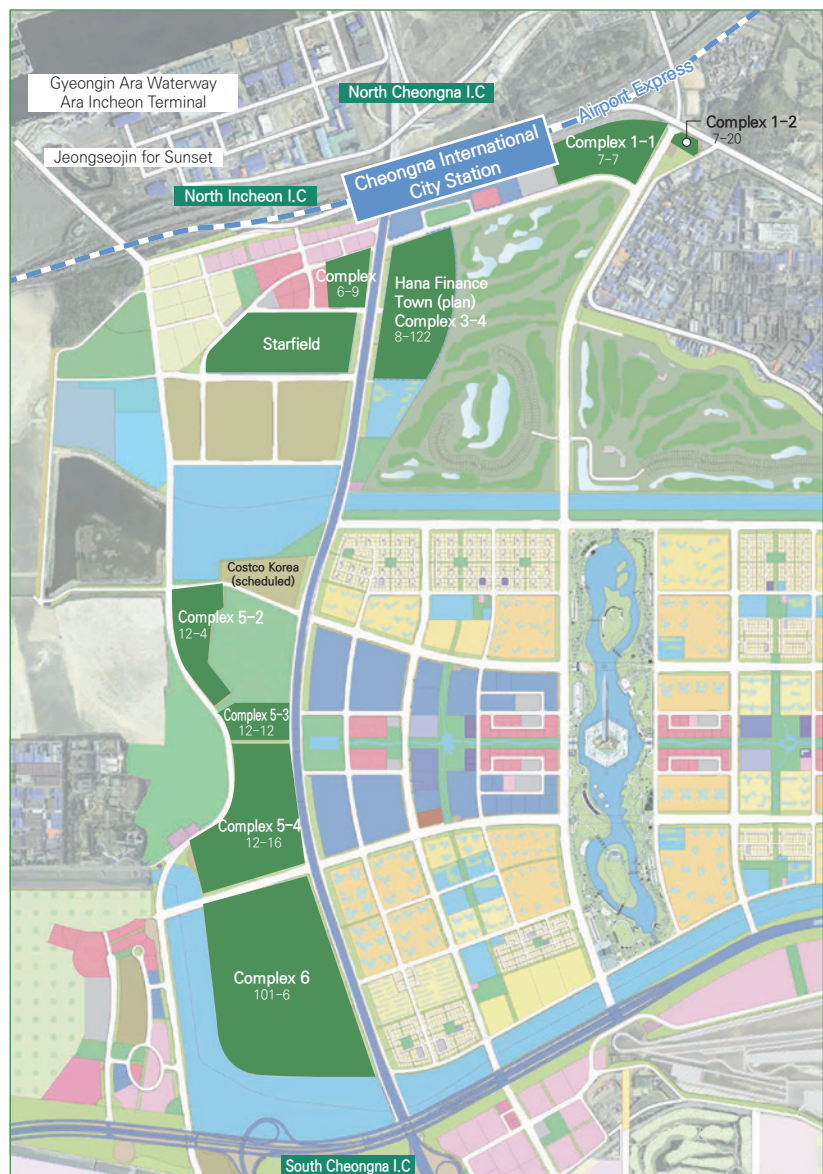 Gyeongin Ara Waterway
Ara Incheon Terminal
North Cheongna I.C
Airport Express
Complex 1-2
7-20
Complex 1-1
7-7
Jeongseojin for Sunset
Cheongna International
City Station
North Incheon I.C
Complex
6-9
Hana Finance
Town (plan)
Complex 3-4
8-122
Starfield
Costco Korea
(scheduled)
Complex 5-2
12-4
Complex 5-3
12-12
Complex 5-4
12-16
Complex 6
101-6
South Cheongna I.C